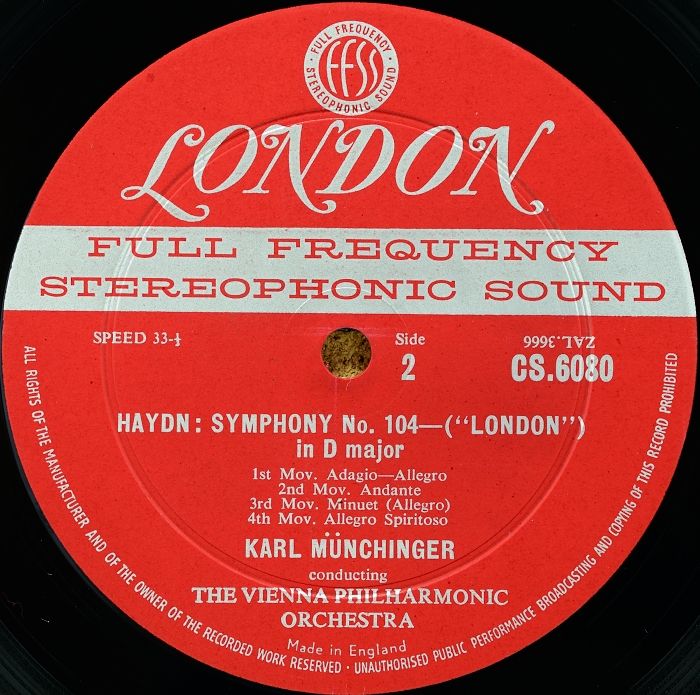 · FULL FREQUENCY · STEREOPHONIC SOUND
FFSS
LONDON
FULL FREQUENCY
STEREOPHONIC SOUND
SPEED 33-⅓
Side
2
ZAL.3666
CS.6080
HAYDN: SYMPHONY No. 104—("LONDON")
in D major
1st Mov. Adagio—Allegro
2nd Mov. Andante
3rd Mov. Minuet (Allegro)
4th Mov. Allegro Spiritoso
KARL MÜNCHINGER
conducting
THE VIENNA PHILHARMONIC
ORCHESTRA
Made in England
ALL RIGHTS OF THE MANUFACTURER AND OF THE OWNER OF THE RECORDED WORK RESERVED · UNAUTHORISED PUBLIC PERFORMANCE BROADCASTING AND COPYING OF THIS RECORD PROHIBITED